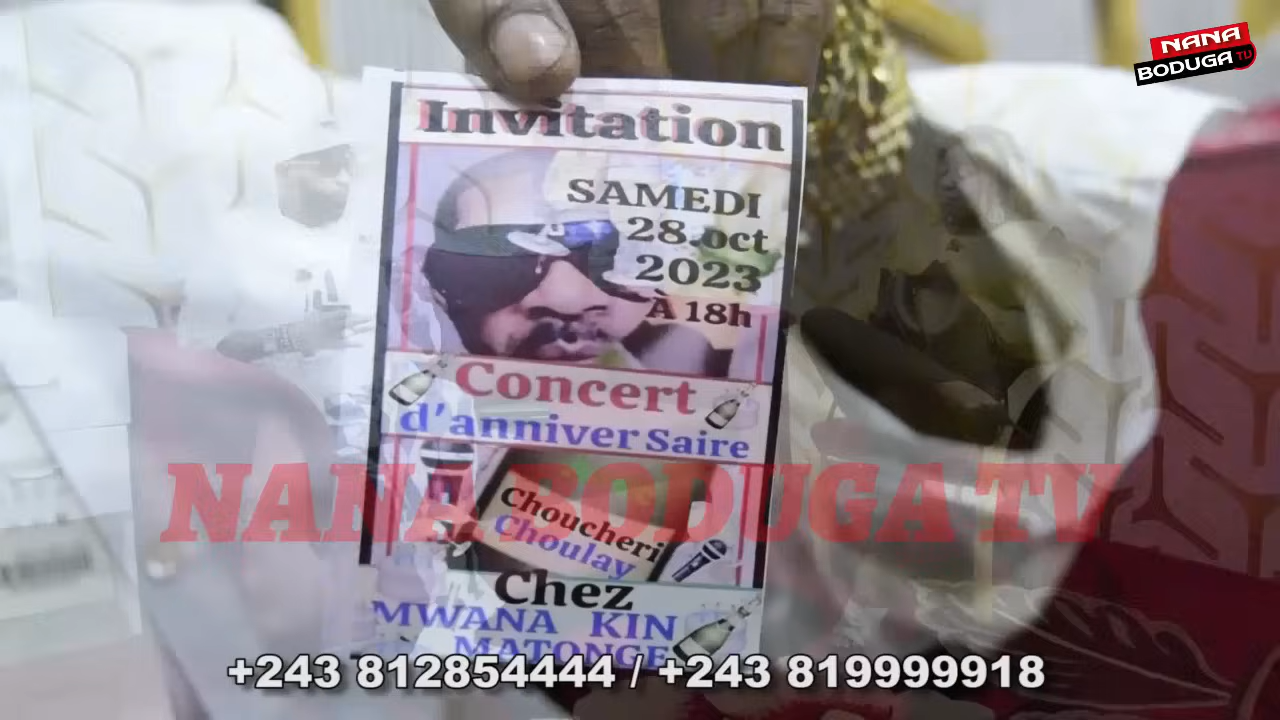 NANA
BODUGA TV
Invitation
SAMEDI
28.oct
2023
À 18h
Concert
d'anniver Saire
NANA BODUGA TV
Choucheri
Choulay
Chez
MWANA KIN
MATONGE
+243 812854444 / +243 819999918